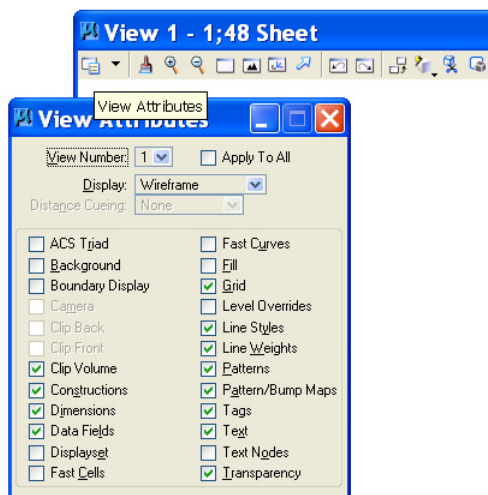 View 1 - 1;48 Sheet
View Attributes
View Attributes
View Number: 1 Apply To All
Display: Wireframe
Distance Cueing: None
ACS Triad Fast Curves
Background Fill
Boundary Display Grid
Camera Level Overrides
Clip Back Line Styles
Clip Front Line Weights
Clip Volume Patterns
Constructions Pattern/Bump Maps
Dimensions Tags
Data Fields Text
Displayset Text Nodes
Fast Cells Transparency